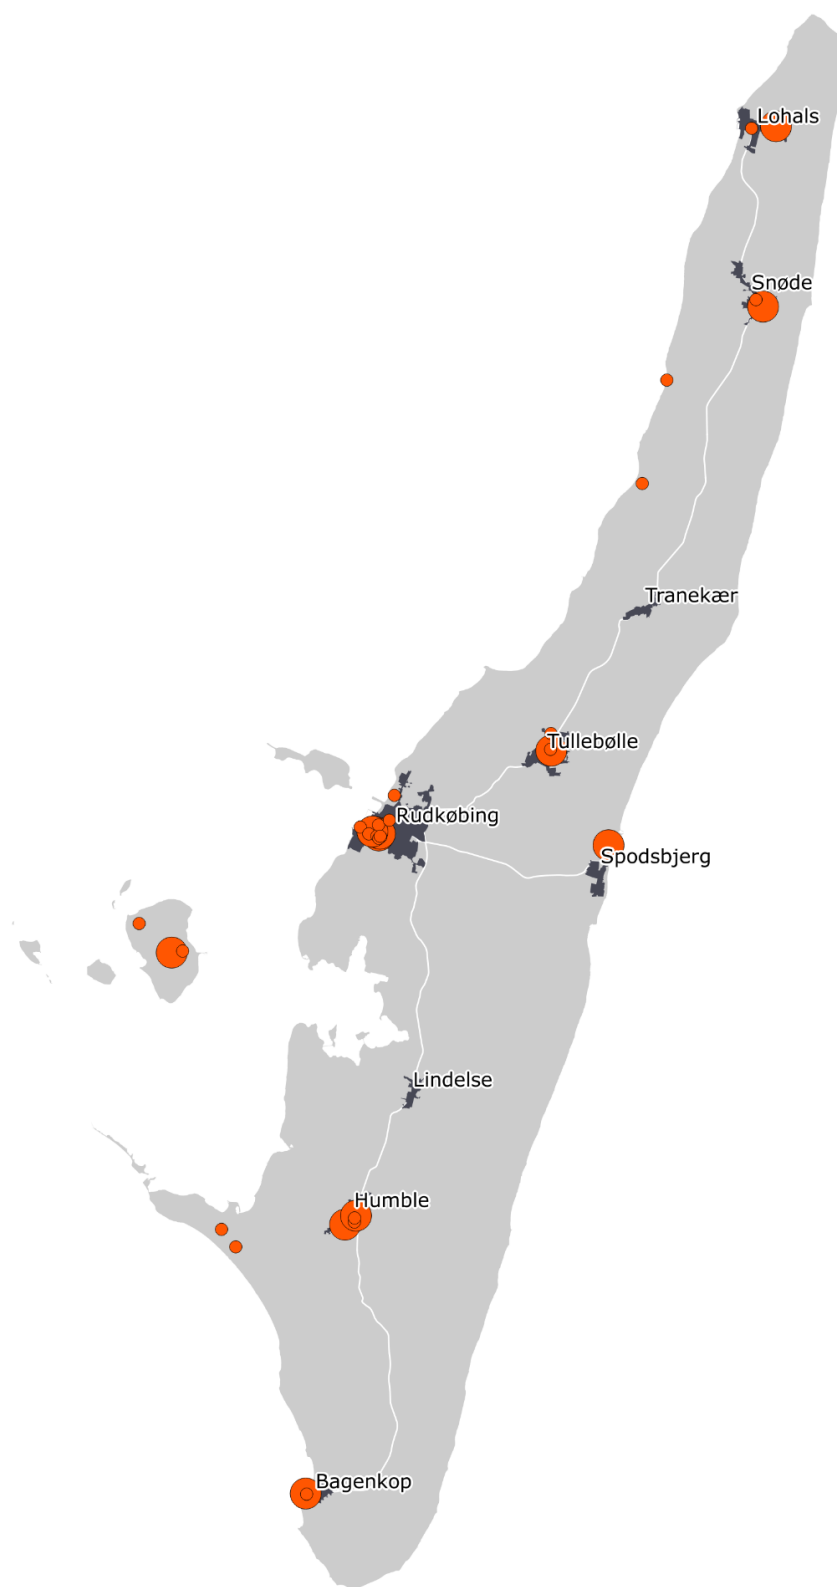 Lohals
Snøde
Tranekær
Tullebølle
Rudkøbing
Spodsbjerg
Lindelse
Humble
Bagenkop